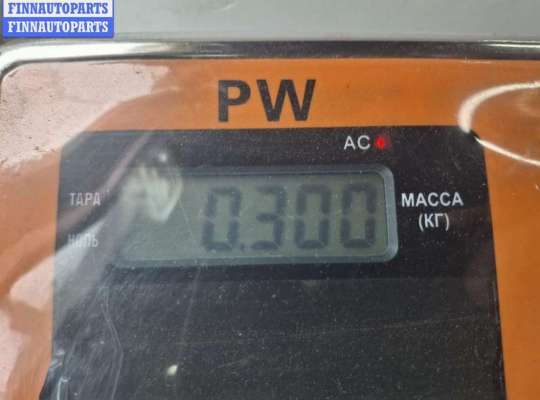 FINNAUTOPARTS
FINNAUTOPARTS
PW
AC
ТАРА
0.300
МАССА
(КГ)
НОЛЬ